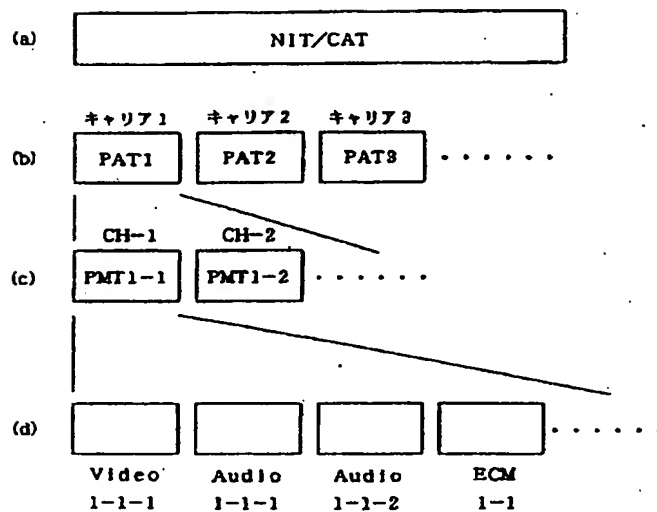 (a) NIT/CAT
キャリア1 キャリア2 キャリア3
(b) PAT1 PAT2 PAT3 ......
CH-1 CH-2
(c) PMT1-1 PMT1-2 ......
(d) ......
Video Audio Audio ECM
1-1-1 1-1-1 1-1-2 1-1